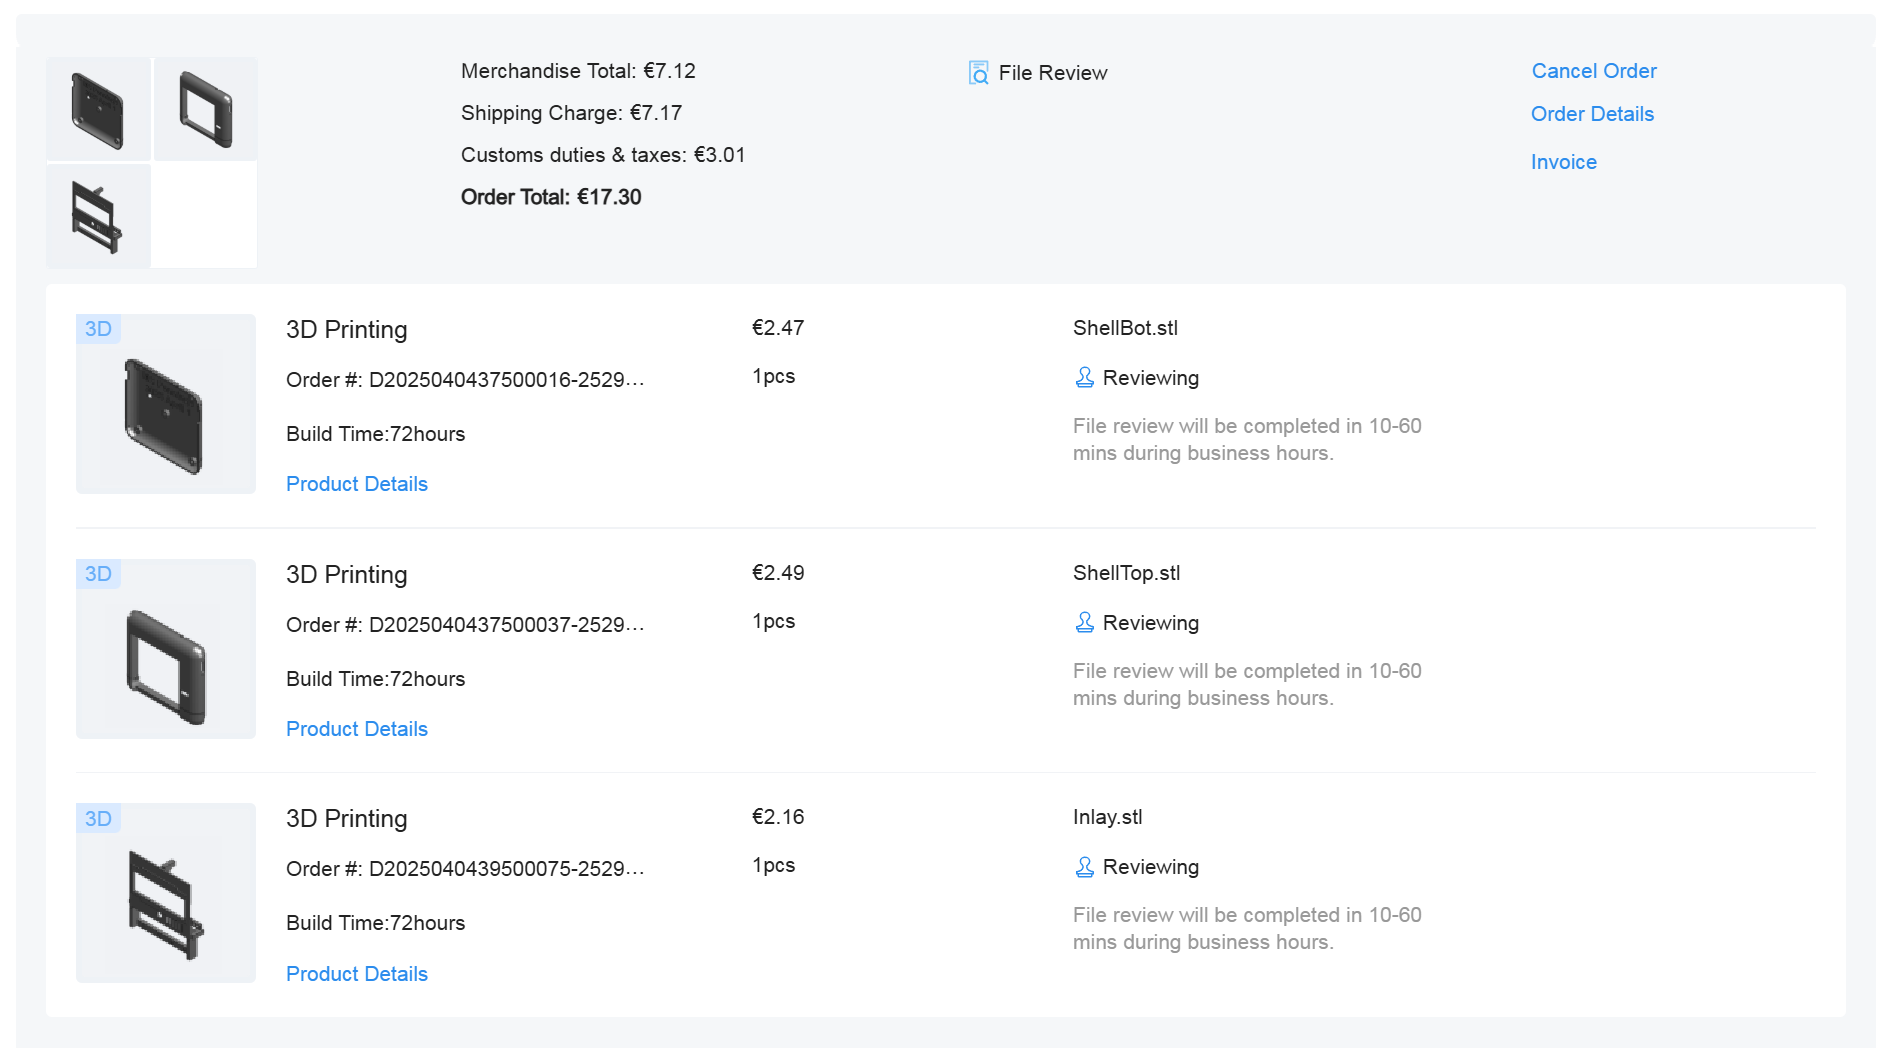 Merchandise Total: €7.12
Shipping Charge: €7.17
Customs duties & taxes: €3.01
Order Total: €17.30
File Review
Cancel Order
Order Details
Invoice
3D
3D Printing
Order #: D2025040437500016-2529...
Build Time:72hours
Product Details
€2.47
1pcs
ShellBot.stl
Reviewing
File review will be completed in 10-60
mins during business hours.
3D
3D Printing
Order #: D2025040437500037-2529...
Build Time:72hours
Product Details
€2.49
1pcs
ShellTop.stl
Reviewing
File review will be completed in 10-60
mins during business hours.
3D
3D Printing
Order #: D2025040439500075-2529...
Build Time:72hours
Product Details
€2.16
1pcs
Inlay.stl
Reviewing
File review will be completed in 10-60
mins during business hours.